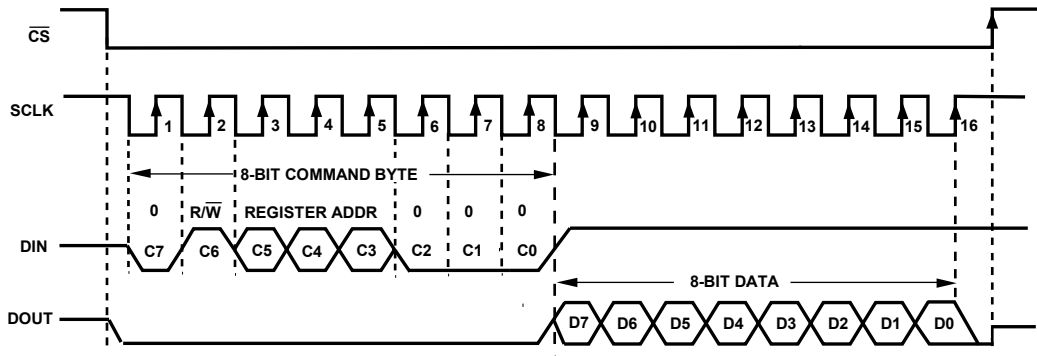 CS
SCLK
1 2 3 4 5 6 7 8 9 10 11 12 13 14 15 16
8-BIT COMMAND BYTE
0 R/W REGISTER ADDR 0 0 0
DIN C7 C6 C5 C4 C3 C2 C1 C0
8-BIT DATA
DOUT D7 D6 D5 D4 D3 D2 D1 D0